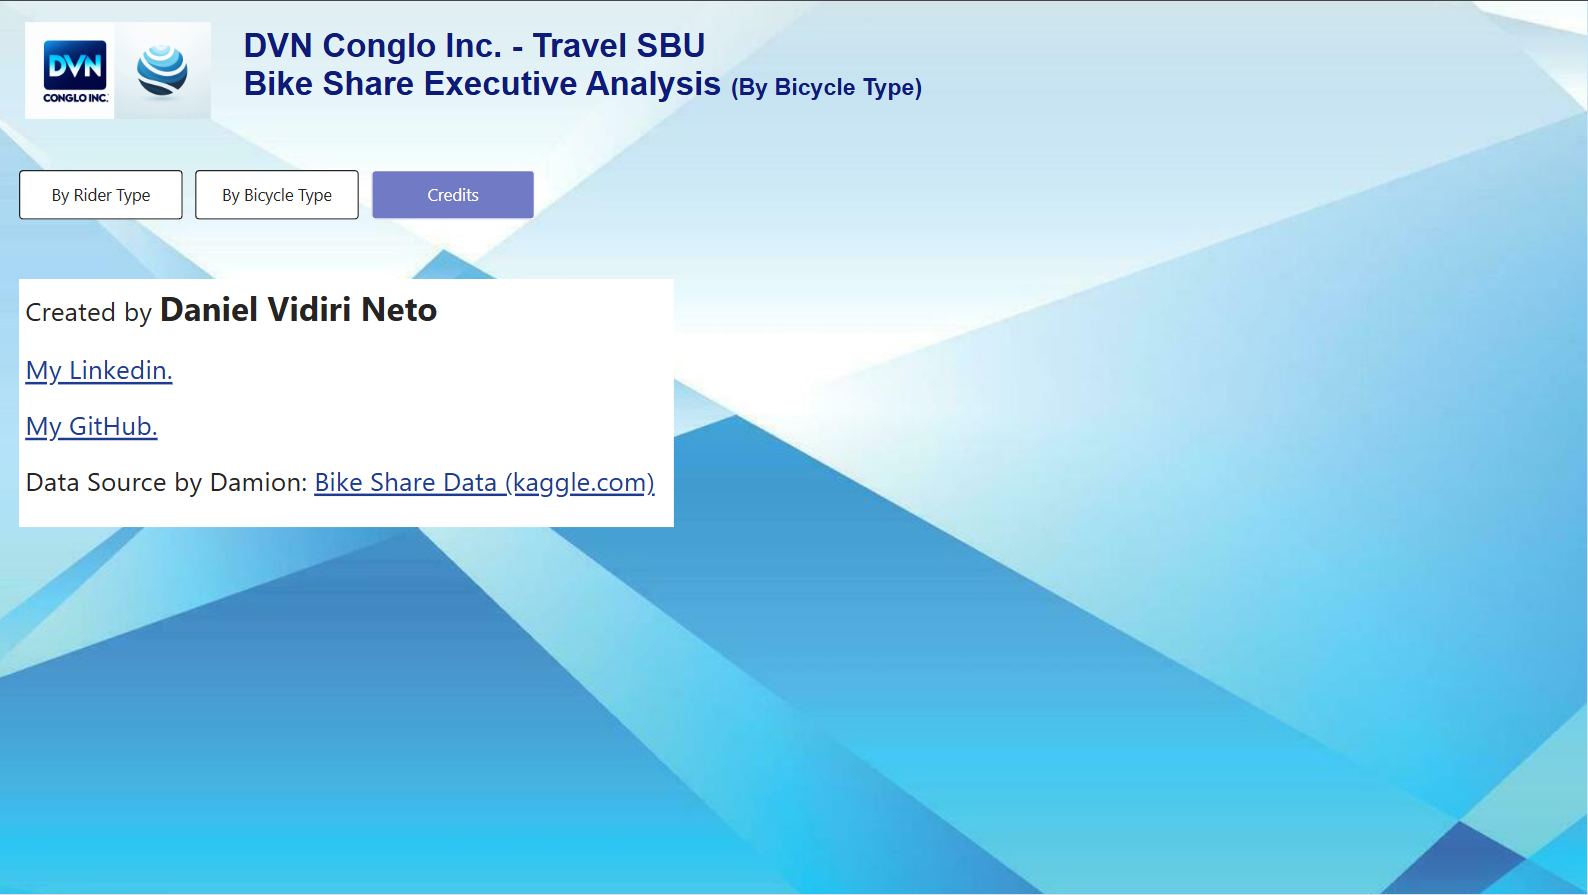 DVN
CONGLO INC.
DVN Conglo Inc. - Travel SBU
Bike Share Executive Analysis (By Bicycle Type)
By Rider Type
By Bicycle Type
Credits
Created by Daniel Vidiri Neto
My Linkedin.
My GitHub.
Data Source by Damion: Bike Share Data (kaggle.com)